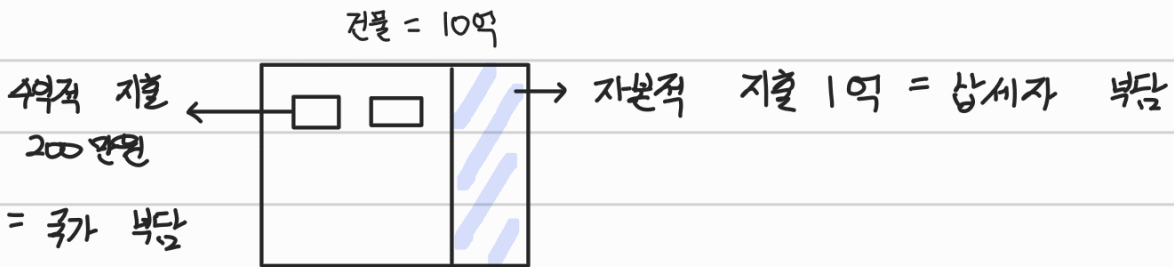 건물 = 10억
수익적 지출
200만원
= 국가 부담
자본적 지출 1억 = 납세자 부담